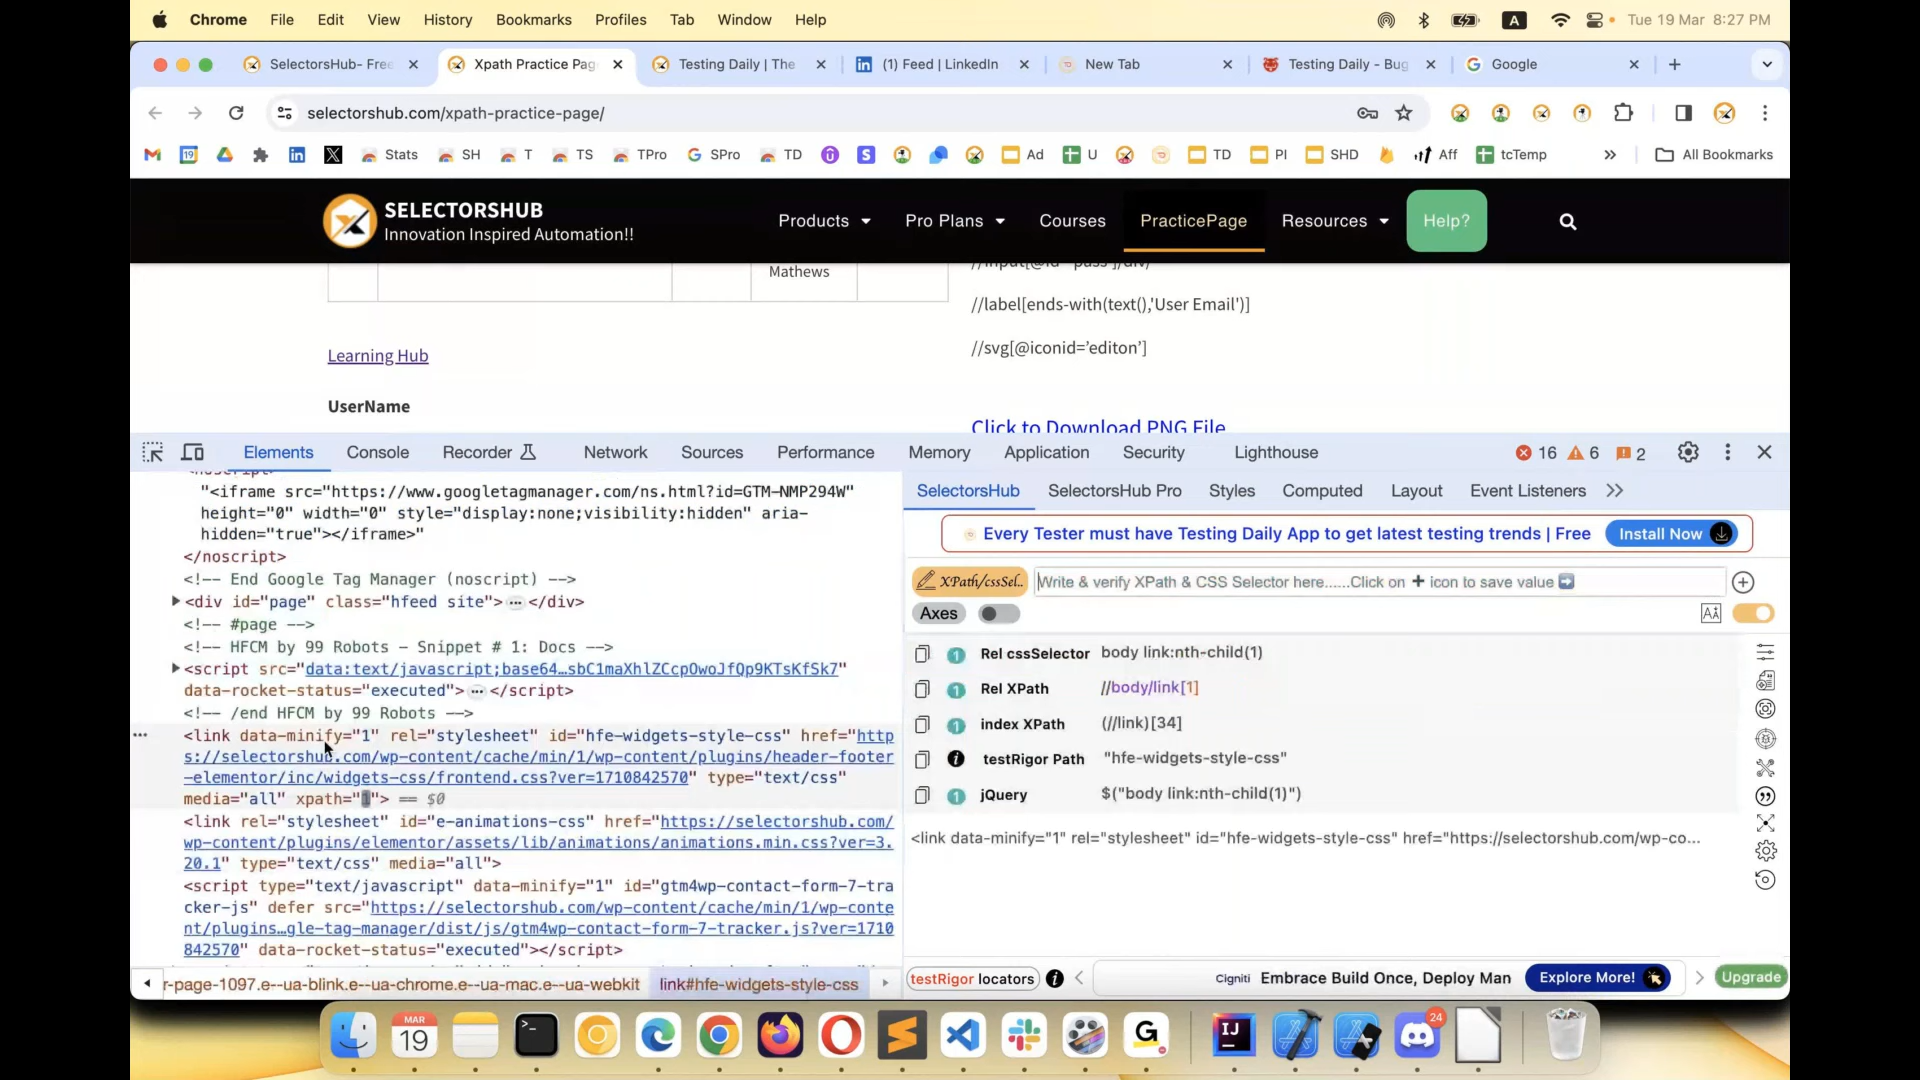 Chrome File Edit View History Bookmarks Profiles Tab Window Help A Tue 19 Mar 8:27 PM
SelectorsHub- Free Xpath Practice Pag Testing Daily | The (1) Feed | LinkedIn New Tab Testing Daily - Bug Google
selectorshub.com/xpath-practice-page/
19 Stats SH T TS TPro SPro TD Ad U TD PI SHD Aff tcTemp All Bookmarks
SELECTORSHUB
Innovation Inspired Automation!!
Products Pro Plans Courses PracticePage Resources Help?
Mathews
//label[ends-with(text(),'User Email')]
//svg[@iconid='editon']
Learning Hub
UserName
Click to Download PNG File
Elements Console Recorder Network Sources Performance Memory Application Security Lighthouse 16 6 2
<noscript>
"<iframe src="https://www.googletagmanager.com/ns.html?id=GTM-NMP294W"
height="0" width="0" style="display:none;visibility:hidden" aria-
hidden="true"></iframe>"
</noscript>
<!-- End Google Tag Manager (noscript) -->
<div id="page" class="hfeed site">…</div>
<!-- #page -->
<!-- HFCM by 99 Robots - Snippet # 1: Docs -->
<script src="data:text/javascript;base64…sbC1maXhlZCcpOwoJfQp9KTsKfSk7"
data-rocket-status="executed">…</script>
<!-- /end HFCM by 99 Robots -->
<link data-minify="1" rel="stylesheet" id="hfe-widgets-style-css" href="http
s://selectorshub.com/wp-content/cache/min/1/wp-content/plugins/header-footer
-elementor/inc/widgets-css/frontend.css?ver=1710842570" type="text/css"
media="all" xpath="1"> == $0
<link rel="stylesheet" id="e-animations-css" href="https://selectorshub.com/
wp-content/plugins/elementor/assets/lib/animations/animations.min.css?ver=3.
20.1" type="text/css" media="all">
<script type="text/javascript" data-minify="1" id="gtm4wp-contact-form-7-tra
cker-js" defer src="https://selectorshub.com/wp-content/cache/min/1/wp-conte
nt/plugins…gle-tag-manager/dist/js/gtm4wp-contact-form-7-tracker.js?ver=1710
842570" data-rocket-status="executed"></script>
r-page-1097.e--ua-blink.e--ua-chrome.e--ua-mac.e--ua-webkit link#hfe-widgets-style-css
SelectorsHub SelectorsHub Pro Styles Computed Layout Event Listeners
Every Tester must have Testing Daily App to get latest testing trends | Free Install Now
XPath/cssSel.. Write & verify XPath & CSS Selector here......Click on + icon to save value
Axes
1 Rel cssSelector body link:nth-child(1)
1 Rel XPath //body/link[1]
1 index XPath (//link)[34]
testRigor Path "hfe-widgets-style-css"
1 jQuery $("body link:nth-child(1)")
<link data-minify="1" rel="stylesheet" id="hfe-widgets-style-css" href="https://selectorshub.com/wp-co...
testRigor locators Cigniti Embrace Build Once, Deploy Man Explore More! Upgrade
MAR
19
IJ
24